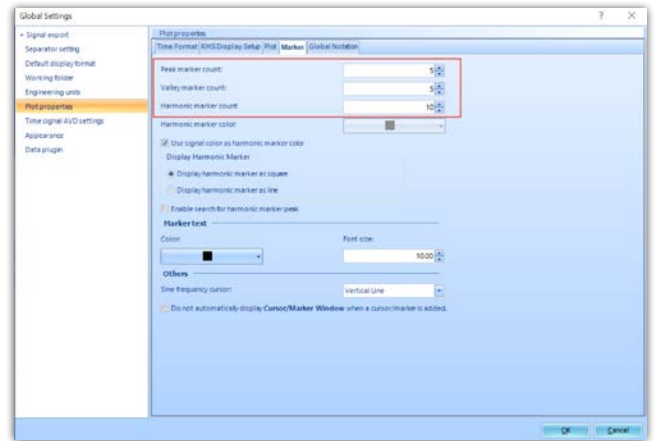 Global Settings
? ×
Signal export
Separator setting
Default display format
Working folder
Engineering units
Plot properties
Time signal AVD settings
Appearance
Data plugin
Plot properties
Time Format RMS Display Setup Plot Marker Global Notation
Peak marker count: 5
Valley marker count: 5
Harmonic marker count 10
Harmonic marker color:
Use signal color as harmonic marker color
Display Harmonic Marker
Display harmonic marker as square
Display harmonic marker as line
Enable search for harmonic marker peak
Marker text
Color: Font size:
10.00
Others
Sine frequency cursor: Vertical Line
Do not automatically display Cursor/Marker Window when a cursor/marker is added.
OK Cancel